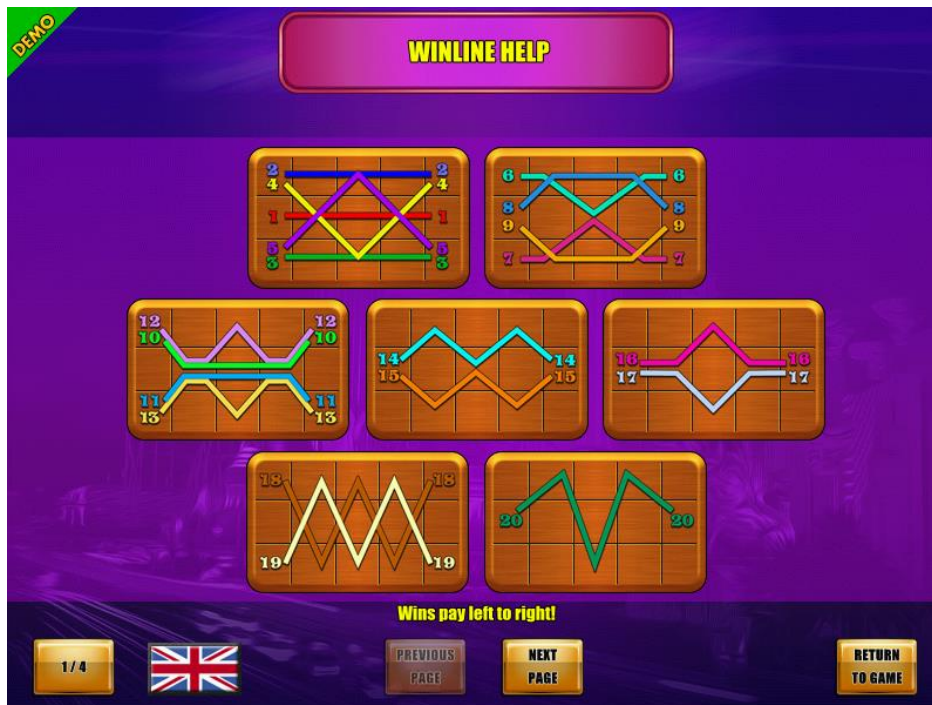 DEMO
WINLINE HELP
2 2
4 4
1 1
5 5
3 3
6 6
8 8
9 9
7 7
12 12
10 10
11 11
13 13
14 14
15 15
16 16
17 17
18 18
19 19
20 20
Wins pay left to right!
1/4
PREVIOUS
PAGE
NEXT
PAGE
RETURN
TO GAME